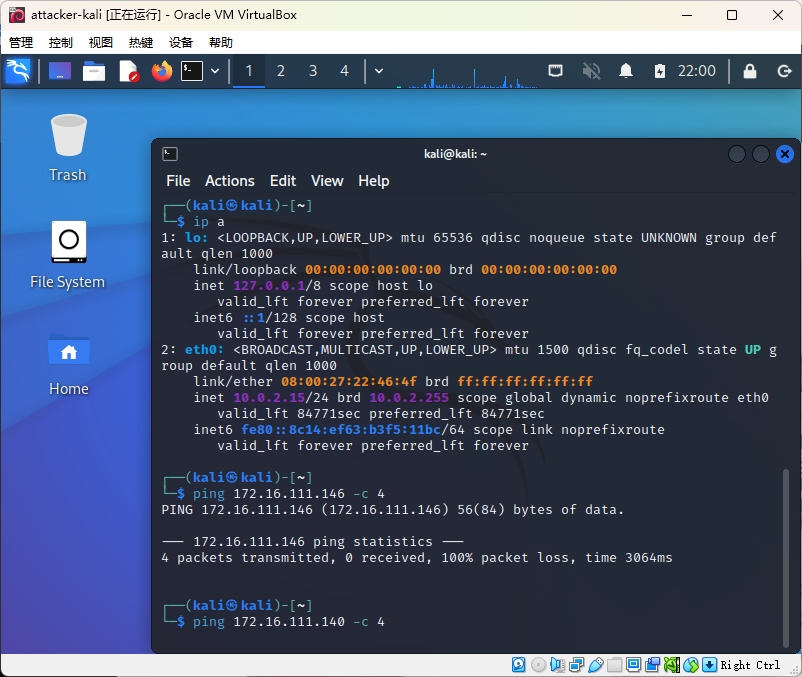 attacker-kali [正在运行] - Oracle VM VirtualBox
管理 控制 视图 热键 设备 帮助
1 2 3 4 22:00
Trash
File System
Home
kali@kali: ~
File Actions Edit View Help
┌──(kali㉿kali)-[~]
└─$ ip a
1: lo: <LOOPBACK,UP,LOWER_UP> mtu 65536 qdisc noqueue state UNKNOWN group def
ault qlen 1000
    link/loopback 00:00:00:00:00:00 brd 00:00:00:00:00:00
    inet 127.0.0.1/8 scope host lo
       valid_lft forever preferred_lft forever
    inet6 ::1/128 scope host
       valid_lft forever preferred_lft forever
2: eth0: <BROADCAST,MULTICAST,UP,LOWER_UP> mtu 1500 qdisc fq_codel state UP g
roup default qlen 1000
    link/ether 08:00:27:22:46:4f brd ff:ff:ff:ff:ff:ff
    inet 10.0.2.15/24 brd 10.0.2.255 scope global dynamic noprefixroute eth0
       valid_lft 84771sec preferred_lft 84771sec
    inet6 fe80::8c14:ef63:b3f5:11bc/64 scope link noprefixroute
       valid_lft forever preferred_lft forever
┌──(kali㉿kali)-[~]
└─$ ping 172.16.111.146 -c 4
PING 172.16.111.146 (172.16.111.146) 56(84) bytes of data.
--- 172.16.111.146 ping statistics ---
4 packets transmitted, 0 received, 100% packet loss, time 3064ms
┌──(kali㉿kali)-[~]
└─$ ping 172.16.111.140 -c 4
Right Ctrl